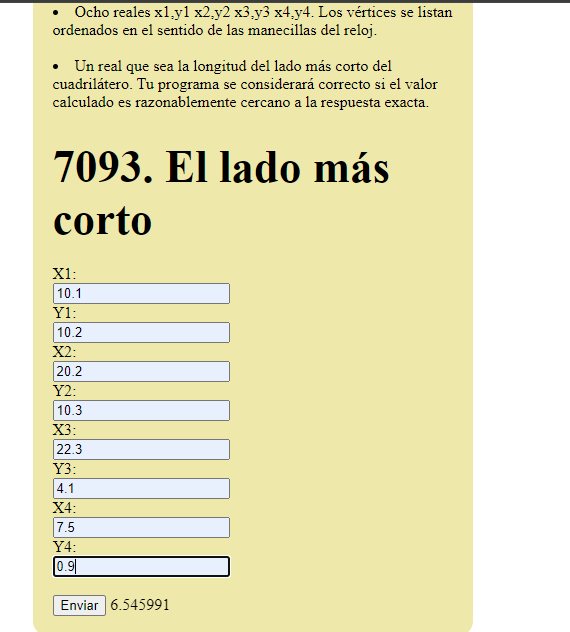 • Ocho reales x1,y1 x2,y2 x3,y3 x4,y4. Los vértices se listan
ordenados en el sentido de las manecillas del reloj.
• Un real que sea la longitud del lado más corto del
cuadrilátero. Tu programa se considerará correcto si el valor
calculado es razonablemente cercano a la respuesta exacta.
7093. El lado más
corto
X1:
10.1
Y1:
10.2
X2:
20.2
Y2:
10.3
X3:
22.3
Y3:
4.1
X4:
7.5
Y4:
0.9
Enviar 6.545991